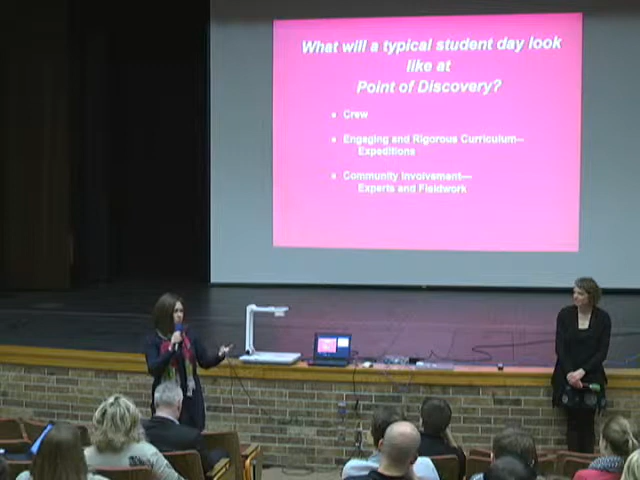 What will a typical student day look
like at
Point of Discovery?
• Crew
• Engaging and Rigorous Curriculum–
Expeditions
• Community Involvement—
Experts and Fieldwork